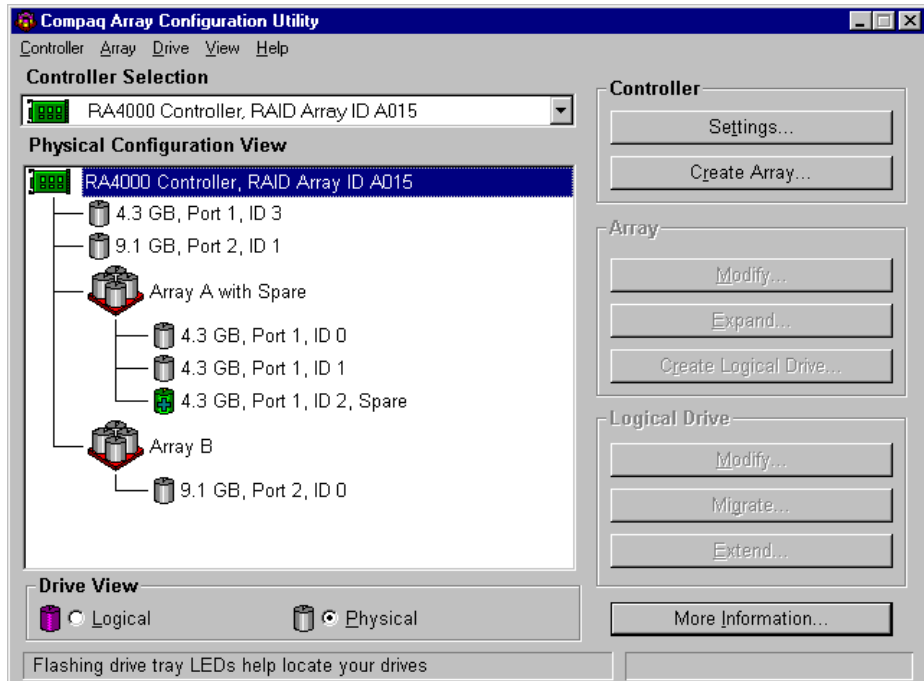 Compaq Array Configuration Utility
Controller Array Drive View Help
Controller Selection
RA4000 Controller, RAID Array ID A015
Physical Configuration View
RA4000 Controller, RAID Array ID A015
4.3 GB, Port 1, ID 3
9.1 GB, Port 2, ID 1
Array A with Spare
4.3 GB, Port 1, ID 0
4.3 GB, Port 1, ID 1
4.3 GB, Port 1, ID 2, Spare
Array B
9.1 GB, Port 2, ID 0
Drive View
Logical
Physical
Flashing drive tray LEDs help locate your drives
Controller
Settings...
Create Array...
Array
Modify...
Expand...
Create Logical Drive...
Logical Drive
Modify...
Migrate...
Extend...
More Information...